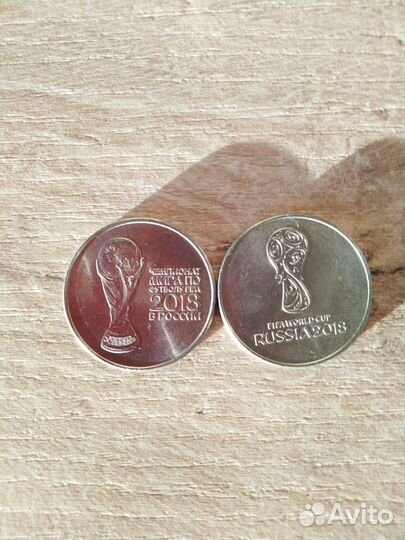 ЧЕМПИОНАТ
МИРА ПО
ФУТБОЛУ FIFA
2018
В РОССИИ
FIFA WORLD CUP
RUSSIA 2018
Avito